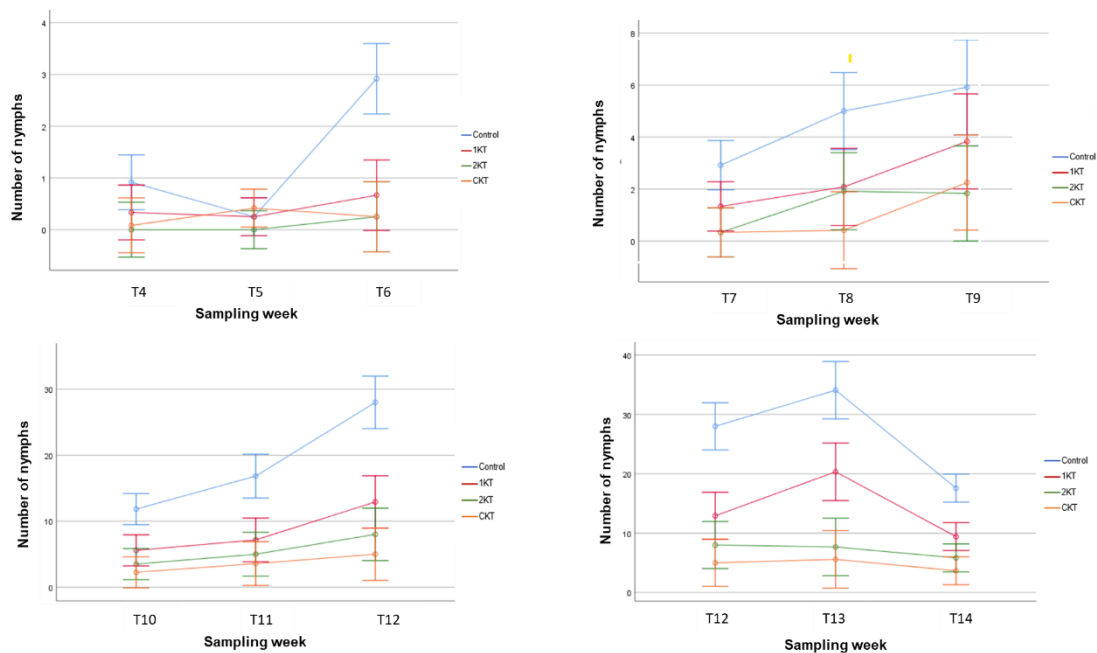 4
3
2
1
0
Number of nymphs
T4 T5 T6
Sampling week
Control
1KT
2KT
CKT
8
6
4
2
0
Number of nymphs
T7 T8 T9
Sampling week
Control
1KT
2KT
CKT
30
20
10
0
Number of nymphs
T10 T11 T12
Sampling week
Control
1KT
2KT
CKT
40
30
20
10
0
Number of nymphs
T12 T13 T14
Sampling week
Control
1KT
2KT
CKT